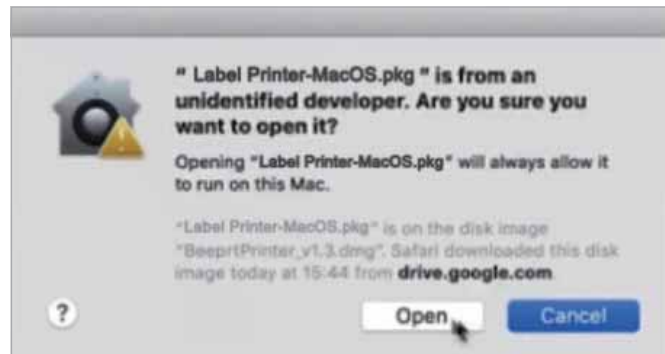 " Label Printer-MacOS.pkg " is from an
unidentified developer. Are you sure you
want to open it?
Opening "Label Printer-MacOS.pkg" will always allow it
to run on this Mac.
"Label Printer-MacOS.pkg" is on the disk image
"BeeprtPrinter_v1.3.dmg". Safari downloaded this disk
image today at 15:44 from drive.google.com
?
Open
Cancel